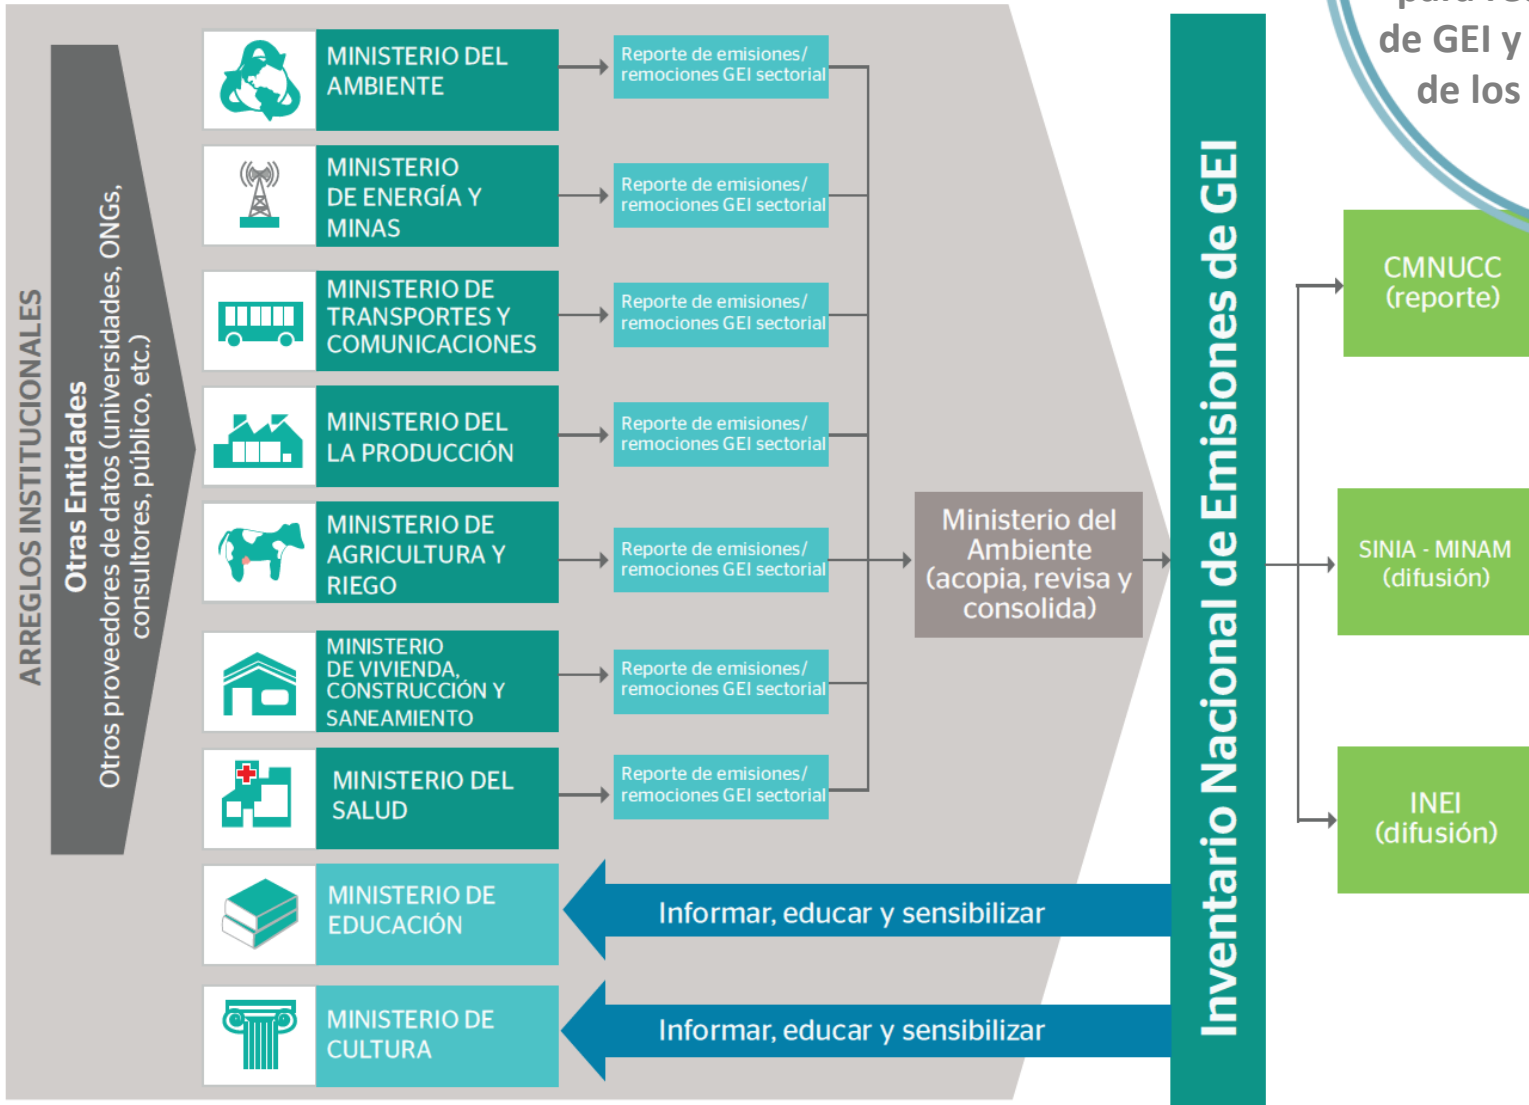 ARREGLOS INSTITUCIONALES
Otras Entidades
Otros proveedores de datos (universidades, ONGs,
consultores, público, etc.)
MINISTERIO DEL
AMBIENTE
Reporte de emisiones/
remociones GEI sectorial
MINISTERIO
DE ENERGÍA Y
MINAS
Reporte de emisiones/
remociones GEI sectorial
MINISTERIO DE
TRANSPORTES Y
COMUNICACIONES
Reporte de emisiones/
remociones GEI sectorial
MINISTERIO DEL
LA PRODUCCIÓN
Reporte de emisiones/
remociones GEI sectorial
MINISTERIO DE
AGRICULTURA Y
RIEGO
Reporte de emisiones/
remociones GEI sectorial
MINISTERIO
DE VIVIENDA,
CONSTRUCCIÓN Y
SANEAMIENTO
Reporte de emisiones/
remociones GEI sectorial
MINISTERIO DEL
SALUD
Reporte de emisiones/
remociones GEI sectorial
MINISTERIO DE
EDUCACIÓN
Informar, educar y sensibilizar
MINISTERIO DE
CULTURA
Informar, educar y sensibilizar
Ministerio del
Ambiente
(acopia, revisa y
consolida)
Inventario Nacional de Emisiones de GEI
de GEI y
de los
CMNUCC
(reporte)
SINIA - MINAM
(difusión)
INEI
(difusión)